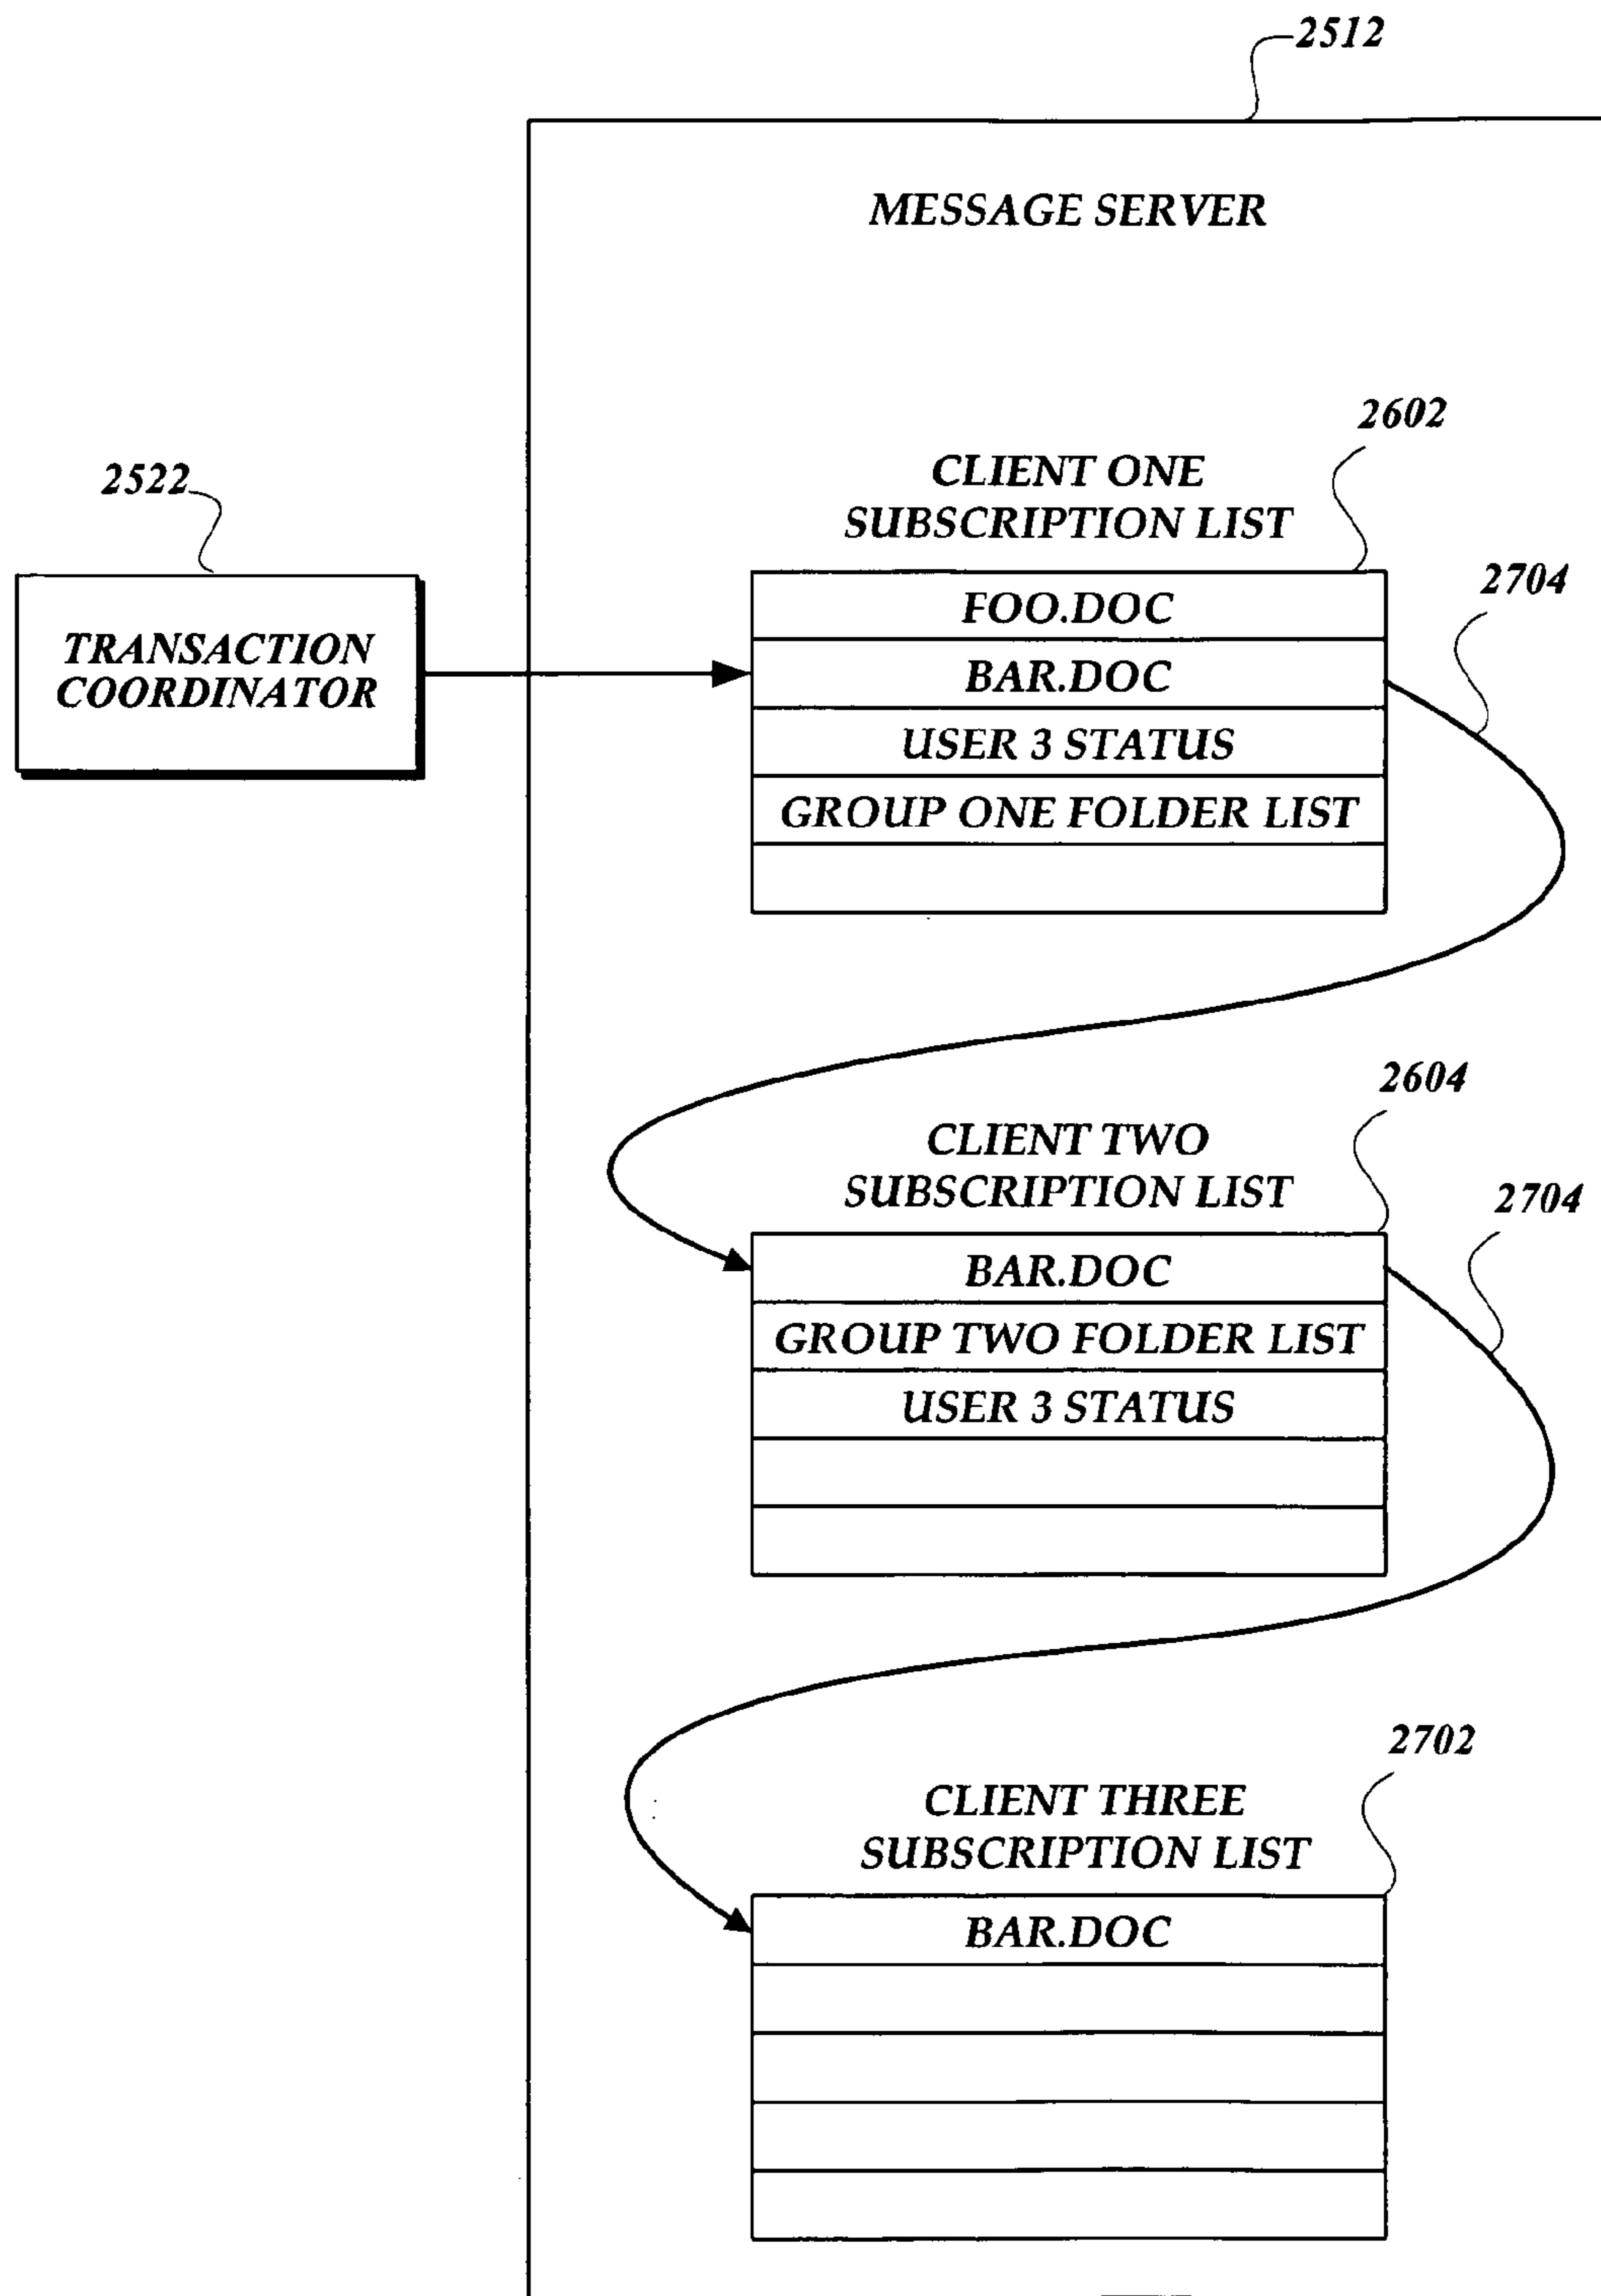 2512
MESSAGE SERVER
2602
CLIENT ONE
SUBSCRIPTION LIST
2522
2704
FOO.DOC
TRANSACTION
COORDINATOR
BAR.DOC
USER 3 STATUS
GROUP ONE FOLDER LIST
2604
CLIENT TWO
SUBSCRIPTION LIST
2704
BAR.DOC
GROUP TWO FOLDER LIST
USER 3 STATUS
2702
CLIENT THREE
SUBSCRIPTION LIST
BAR.DOC